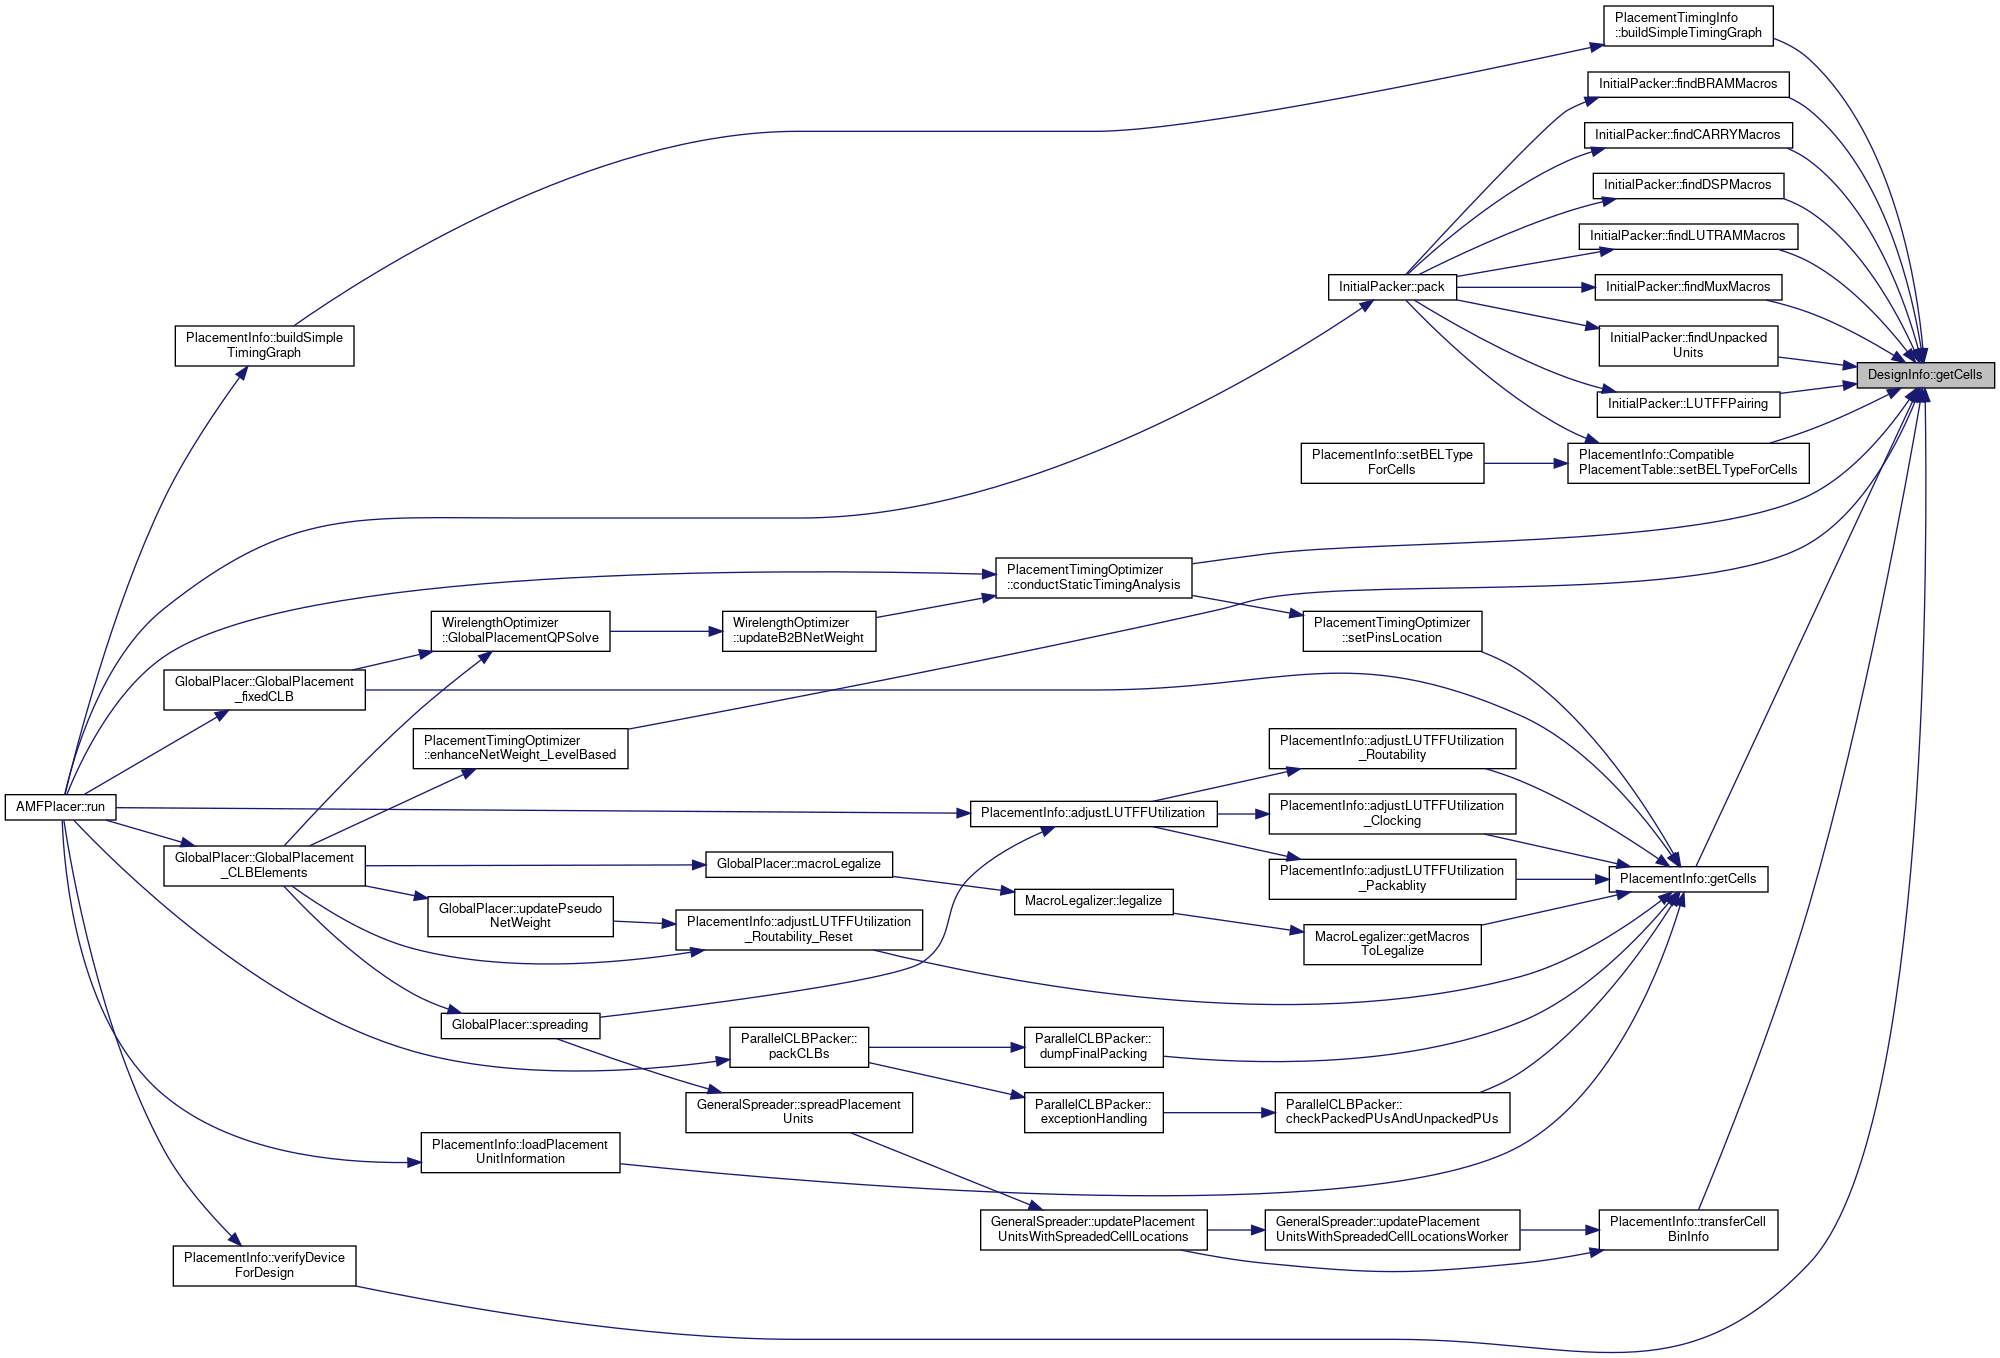 PlacementTimingInfo
::buildSimpleTimingGraph
InitialPacker::findBRAMMacros
InitialPacker::findCARRYMacros
InitialPacker::findDSPMacros
InitialPacker::findLUTRAMMacros
InitialPacker::pack
InitialPacker::findMuxMacros
PlacementInfo::buildSimple
TimingGraph
InitialPacker::findUnpacked
Units
DesignInfo::getCells
InitialPacker::LUTFFPairing
PlacementInfo::setBELType
ForCells
PlacementInfo::Compatible
PlacementTable::setBELTypeForCells
PlacementTimingOptimizer
::conductStaticTimingAnalysis
WirelengthOptimizer
::GlobalPlacementQPSolve
WirelengthOptimizer
::updateB2BNetWeight
PlacementTimingOptimizer
::setPinsLocation
GlobalPlacer::GlobalPlacement
_fixedCLB
PlacementTimingOptimizer
::enhanceNetWeight_LevelBased
PlacementInfo::adjustLUTFFUtilization
_Routability
AMFPlacer::run
PlacementInfo::adjustLUTFFUtilization
PlacementInfo::adjustLUTFFUtilization
_Clocking
GlobalPlacer::GlobalPlacement
_CLBElements
GlobalPlacer::macroLegalize
PlacementInfo::adjustLUTFFUtilization
_Packablity
PlacementInfo::getCells
MacroLegalizer::legalize
GlobalPlacer::updatePseudo
NetWeight
PlacementInfo::adjustLUTFFUtilization
_Routability_Reset
MacroLegalizer::getMacros
ToLegalize
GlobalPlacer::spreading
ParallelCLBPacker::
packCLBs
ParallelCLBPacker::
dumpFinalPacking
GeneralSpreader::spreadPlacement
Units
ParallelCLBPacker::
exceptionHandling
ParallelCLBPacker::
checkPackedPUsAndUnpackedPUs
PlacementInfo::loadPlacement
UnitInformation
GeneralSpreader::updatePlacement
UnitsWithSpreadedCellLocations
GeneralSpreader::updatePlacement
UnitsWithSpreadedCellLocationsWorker
PlacementInfo::transferCell
BinInfo
PlacementInfo::verifyDevice
ForDesign